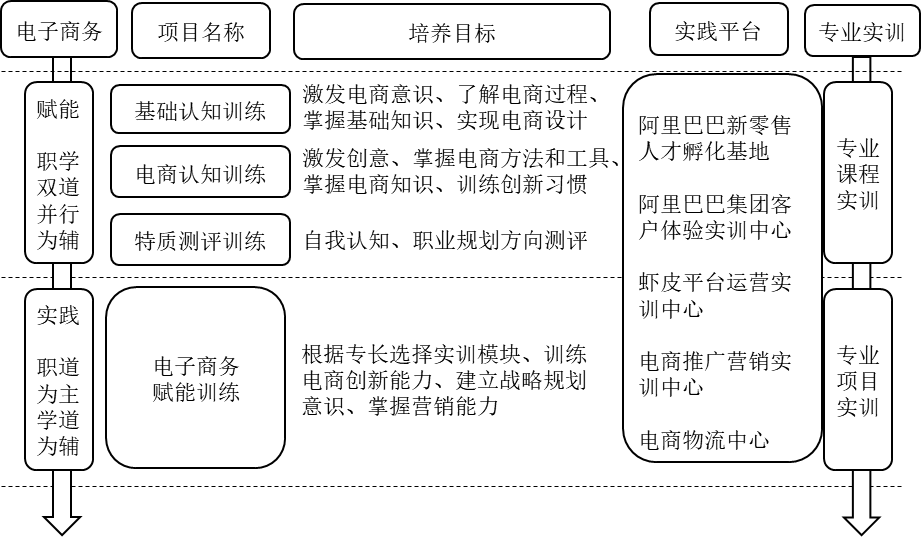 电子商务
项目名称
培养目标
实践平台
专业实训
赋能
职学
双道
并行
为辅
基础认知训练
激发电商意识、了解电商过程、
掌握基础知识、实现电商设计
电商认知训练
激发创意、掌握电商方法和工具、
掌握电商知识、训练创新习惯
特质测评训练
自我认知、职业规划方向测评
实践
职道
为主
学道
为辅
电子商务
赋能训练
根据专长选择实训模块、训练
电商创新能力、建立战略规划
意识、掌握营销能力
阿里巴巴新零售
人才孵化基地
阿里巴巴集团客
户体验实训中心
虾皮平台运营实
训中心
电商推广营销实
训中心
电商物流中心
专业
课程
实训
专业
项目
实训